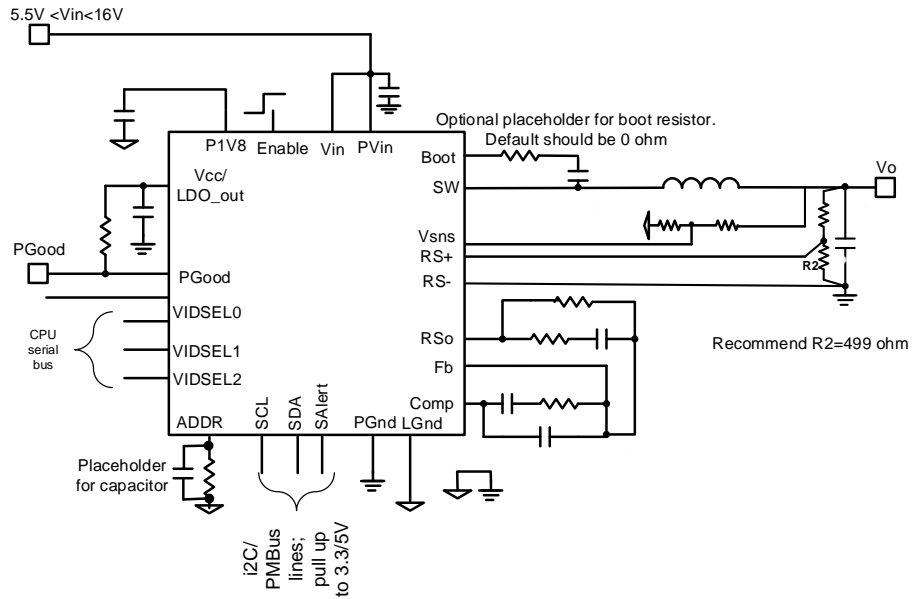 5.5V <Vin<16V
Optional placeholder for boot resistor.
Default should be 0 ohm
P1V8
Enable
Vin
PVin
Boot
Vcc/
LDO_out
SW
Vo
Vsns
RS+
R2
RS-
PGood
PGood
VIDSEL0
CPU
serial
bus
VIDSEL1
VIDSEL2
RSo
Recommend R2=499 ohm
Fb
Comp
ADDR
SCL
SDA
SAlert
PGnd
LGnd
Placeholder
for capacitor
i2C/
PMBus
lines;
pull up
to 3.3/5V